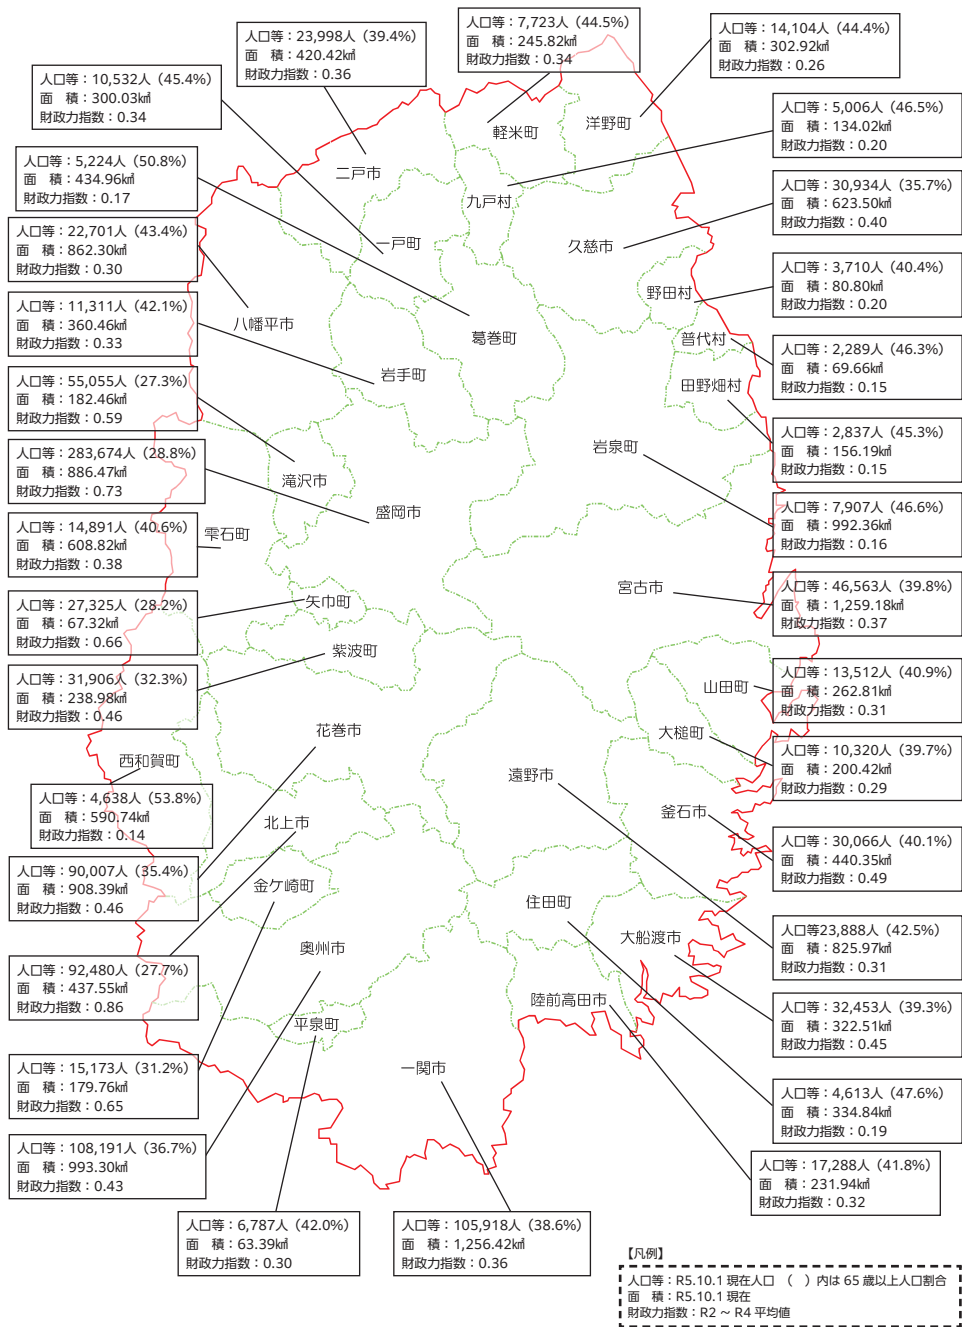 人口等：7,723人（44.5%）
面　積：245.82㎢
財政力指数：0.34
人口等：14,104人（44.4%）
面　積：302.92㎢
財政力指数：0.26
人口等：23,998人（39.4%）
面　積：420.42㎢
財政力指数：0.36
人口等：10,532人（45.4%）
面　積：300.03㎢
財政力指数：0.34
人口等：5,006人（46.5%）
面　積：134.02㎢
財政力指数：0.20
人口等：5,224人（50.8%）
面　積：434.96㎢
財政力指数：0.17
人口等：30,934人（35.7%）
面　積：623.50㎢
財政力指数：0.40
人口等：22,701人（43.4%）
面　積：862.30㎢
財政力指数：0.30
人口等：3,710人（40.4%）
面　積：80.80㎢
財政力指数：0.20
人口等：11,311人（42.1%）
面　積：360.46㎢
財政力指数：0.33
人口等：2,289人（46.3%）
面　積：69.66㎢
財政力指数：0.15
人口等：55,055人（27.3%）
面　積：182.46㎢
財政力指数：0.59
人口等：2,837人（45.3%）
面　積：156.19㎢
財政力指数：0.15
人口等：283,674人（28.8%）
面　積：886.47㎢
財政力指数：0.73
人口等：7,907人（46.6%）
面　積：992.36㎢
財政力指数：0.16
人口等：14,891人（40.6%）
面　積：608.82㎢
財政力指数：0.38
人口等：46,563人（39.8%）
面　積：1,259.18㎢
財政力指数：0.37
人口等：27,325人（28.2%）
面　積：67.32㎢
財政力指数：0.66
人口等：13,512人（40.9%）
面　積：262.81㎢
財政力指数：0.31
人口等：31,906人（32.3%）
面　積：238.98㎢
財政力指数：0.46
人口等：10,320人（39.7%）
面　積：200.42㎢
財政力指数：0.29
人口等：4,638人（53.8%）
面　積：590.74㎢
財政力指数：0.14
人口等：30,066人（40.1%）
面　積：440.35㎢
財政力指数：0.49
人口等：90,007人（35.4%）
面　積：908.39㎢
財政力指数：0.46
人口等23,888人（42.5%）
面　積：825.97㎢
財政力指数：0.31
人口等：92,480人（27.7%）
面　積：437.55㎢
財政力指数：0.86
人口等：32,453人（39.3%）
面　積：322.51㎢
財政力指数：0.45
人口等：15,173人（31.2%）
面　積：179.76㎢
財政力指数：0.65
人口等：4,613人（47.6%）
面　積：334.84㎢
財政力指数：0.19
人口等：108,191人（36.7%）
面　積：993.30㎢
財政力指数：0.43
人口等：17,288人（41.8%）
面　積：231.94㎢
財政力指数：0.32
人口等：6,787人（42.0%）
面　積：63.39㎢
財政力指数：0.30
人口等：105,918人（38.6%）
面　積：1,256.42㎢
財政力指数：0.36
軽米町
洋野町
二戸市
九戸村
一戸町
久慈市
野田村
八幡平市
葛巻町
普代村
岩手町
田野畑村
岩泉町
滝沢市
盛岡市
雫石町
宮古市
矢巾町
紫波町
山田町
花巻市
大槌町
西和賀町
遠野市
釜石市
北上市
金ケ崎町
住田町
大船渡市
奥州市
陸前高田市
平泉町
一関市
【凡例】
人口等：R5.10.1 現在人口　（　）内は 65 歳以上人口割合
面　積：R5.10.1 現在
財政力指数：R2 ～ R4 平均値